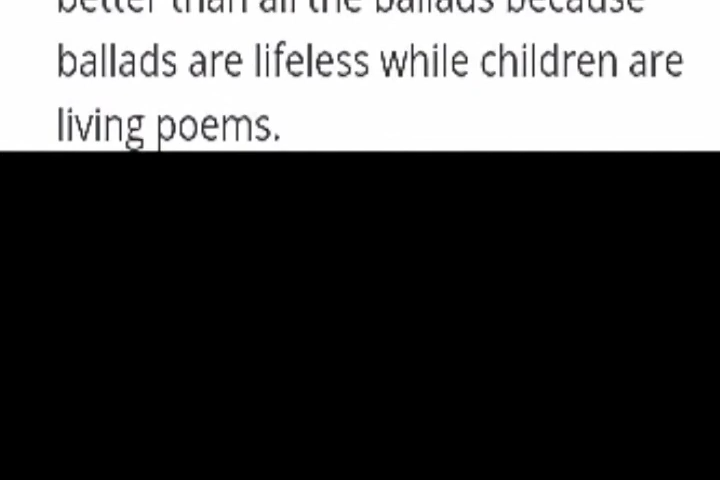 better than all the ballads because
ballads are lifeless while children are
living poems.